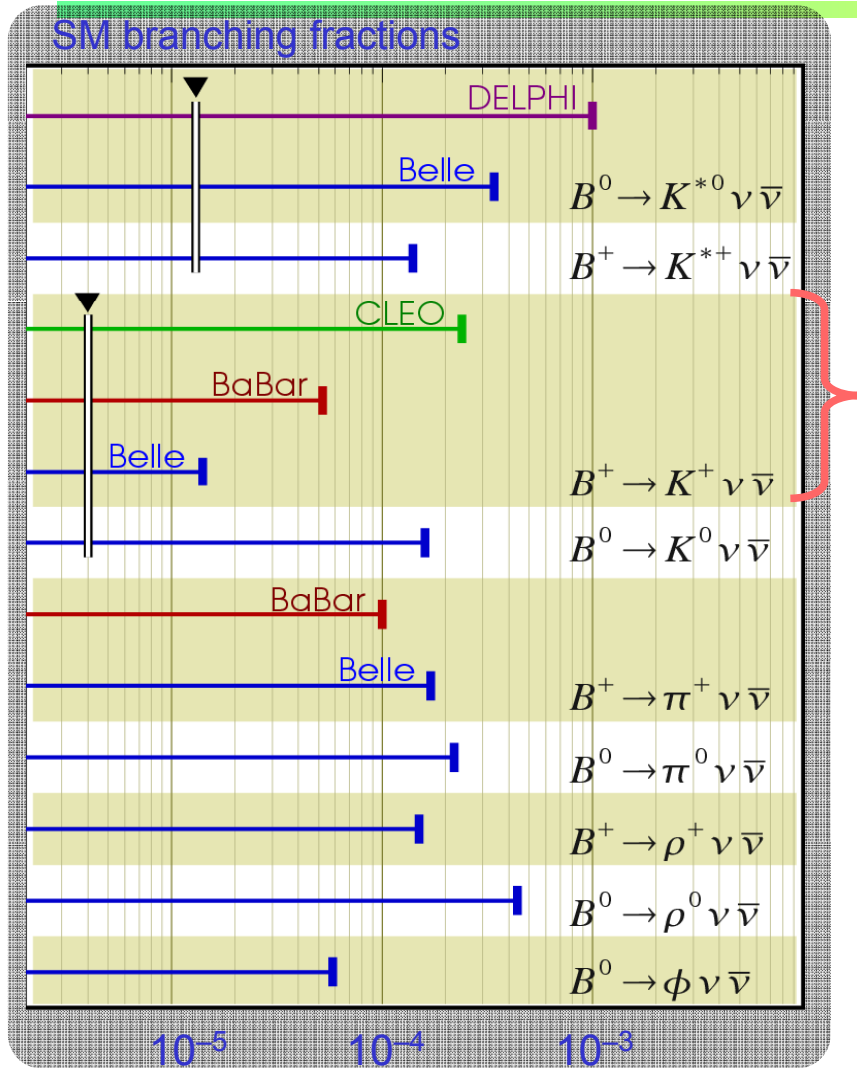 SM branching fractions
DELPHI
Belle
B⁰ → K*⁰ ν ν̅
B⁺ → K*⁺ ν ν̅
CLEO
BaBar
Belle
B⁺ → K⁺ ν ν̅
B⁰ → K⁰ ν ν̅
BaBar
Belle
B⁺ → π⁺ ν ν̅
B⁰ → π⁰ ν ν̅
B⁺ → ρ⁺ ν ν̅
B⁰ → ρ⁰ ν ν̅
B⁰ → ϕ ν ν̅
10⁻⁵ 10⁻⁴ 10⁻³